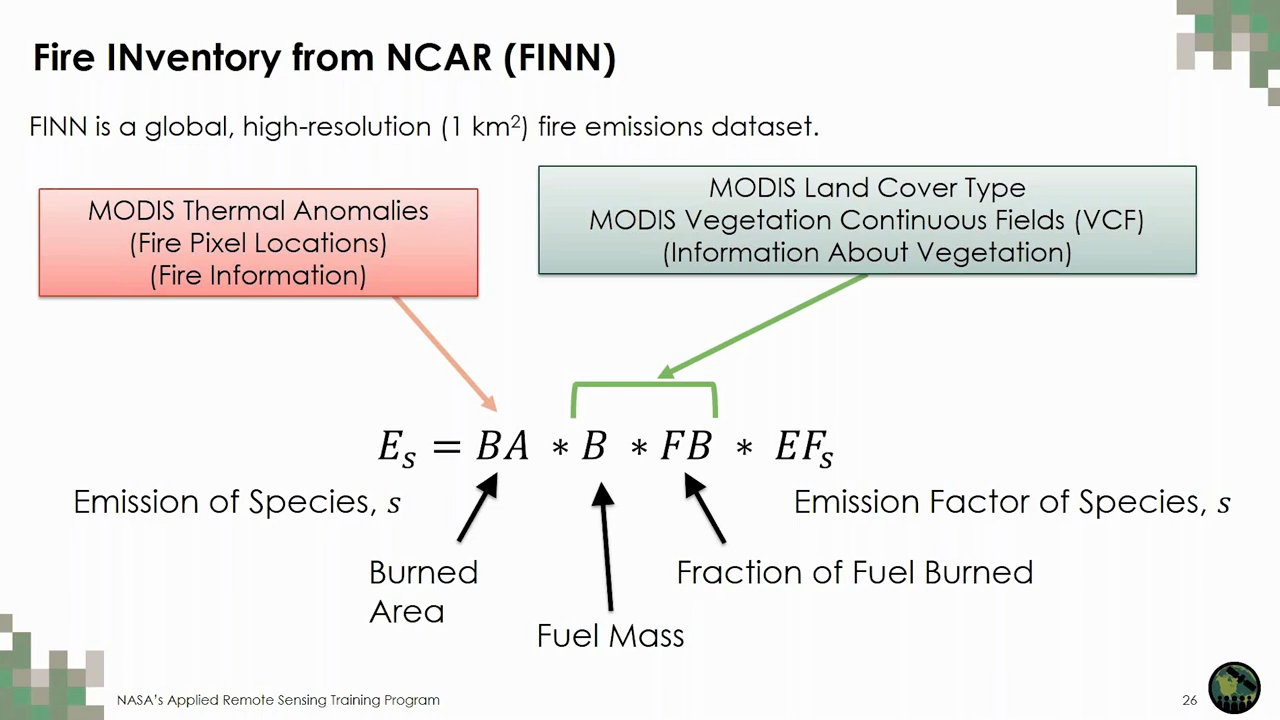 Fire INventory from NCAR (FINN)
FINN is a global, high-resolution (1 km²) fire emissions dataset.
MODIS Thermal Anomalies
(Fire Pixel Locations)
(Fire Information)
MODIS Land Cover Type
MODIS Vegetation Continuous Fields (VCF)
(Information About Vegetation)
E_s = BA * B * FB * EF_s
Emission of Species, s
Emission Factor of Species, s
Burned
Area
Fraction of Fuel Burned
Fuel Mass
NASA's Applied Remote Sensing Training Program
26